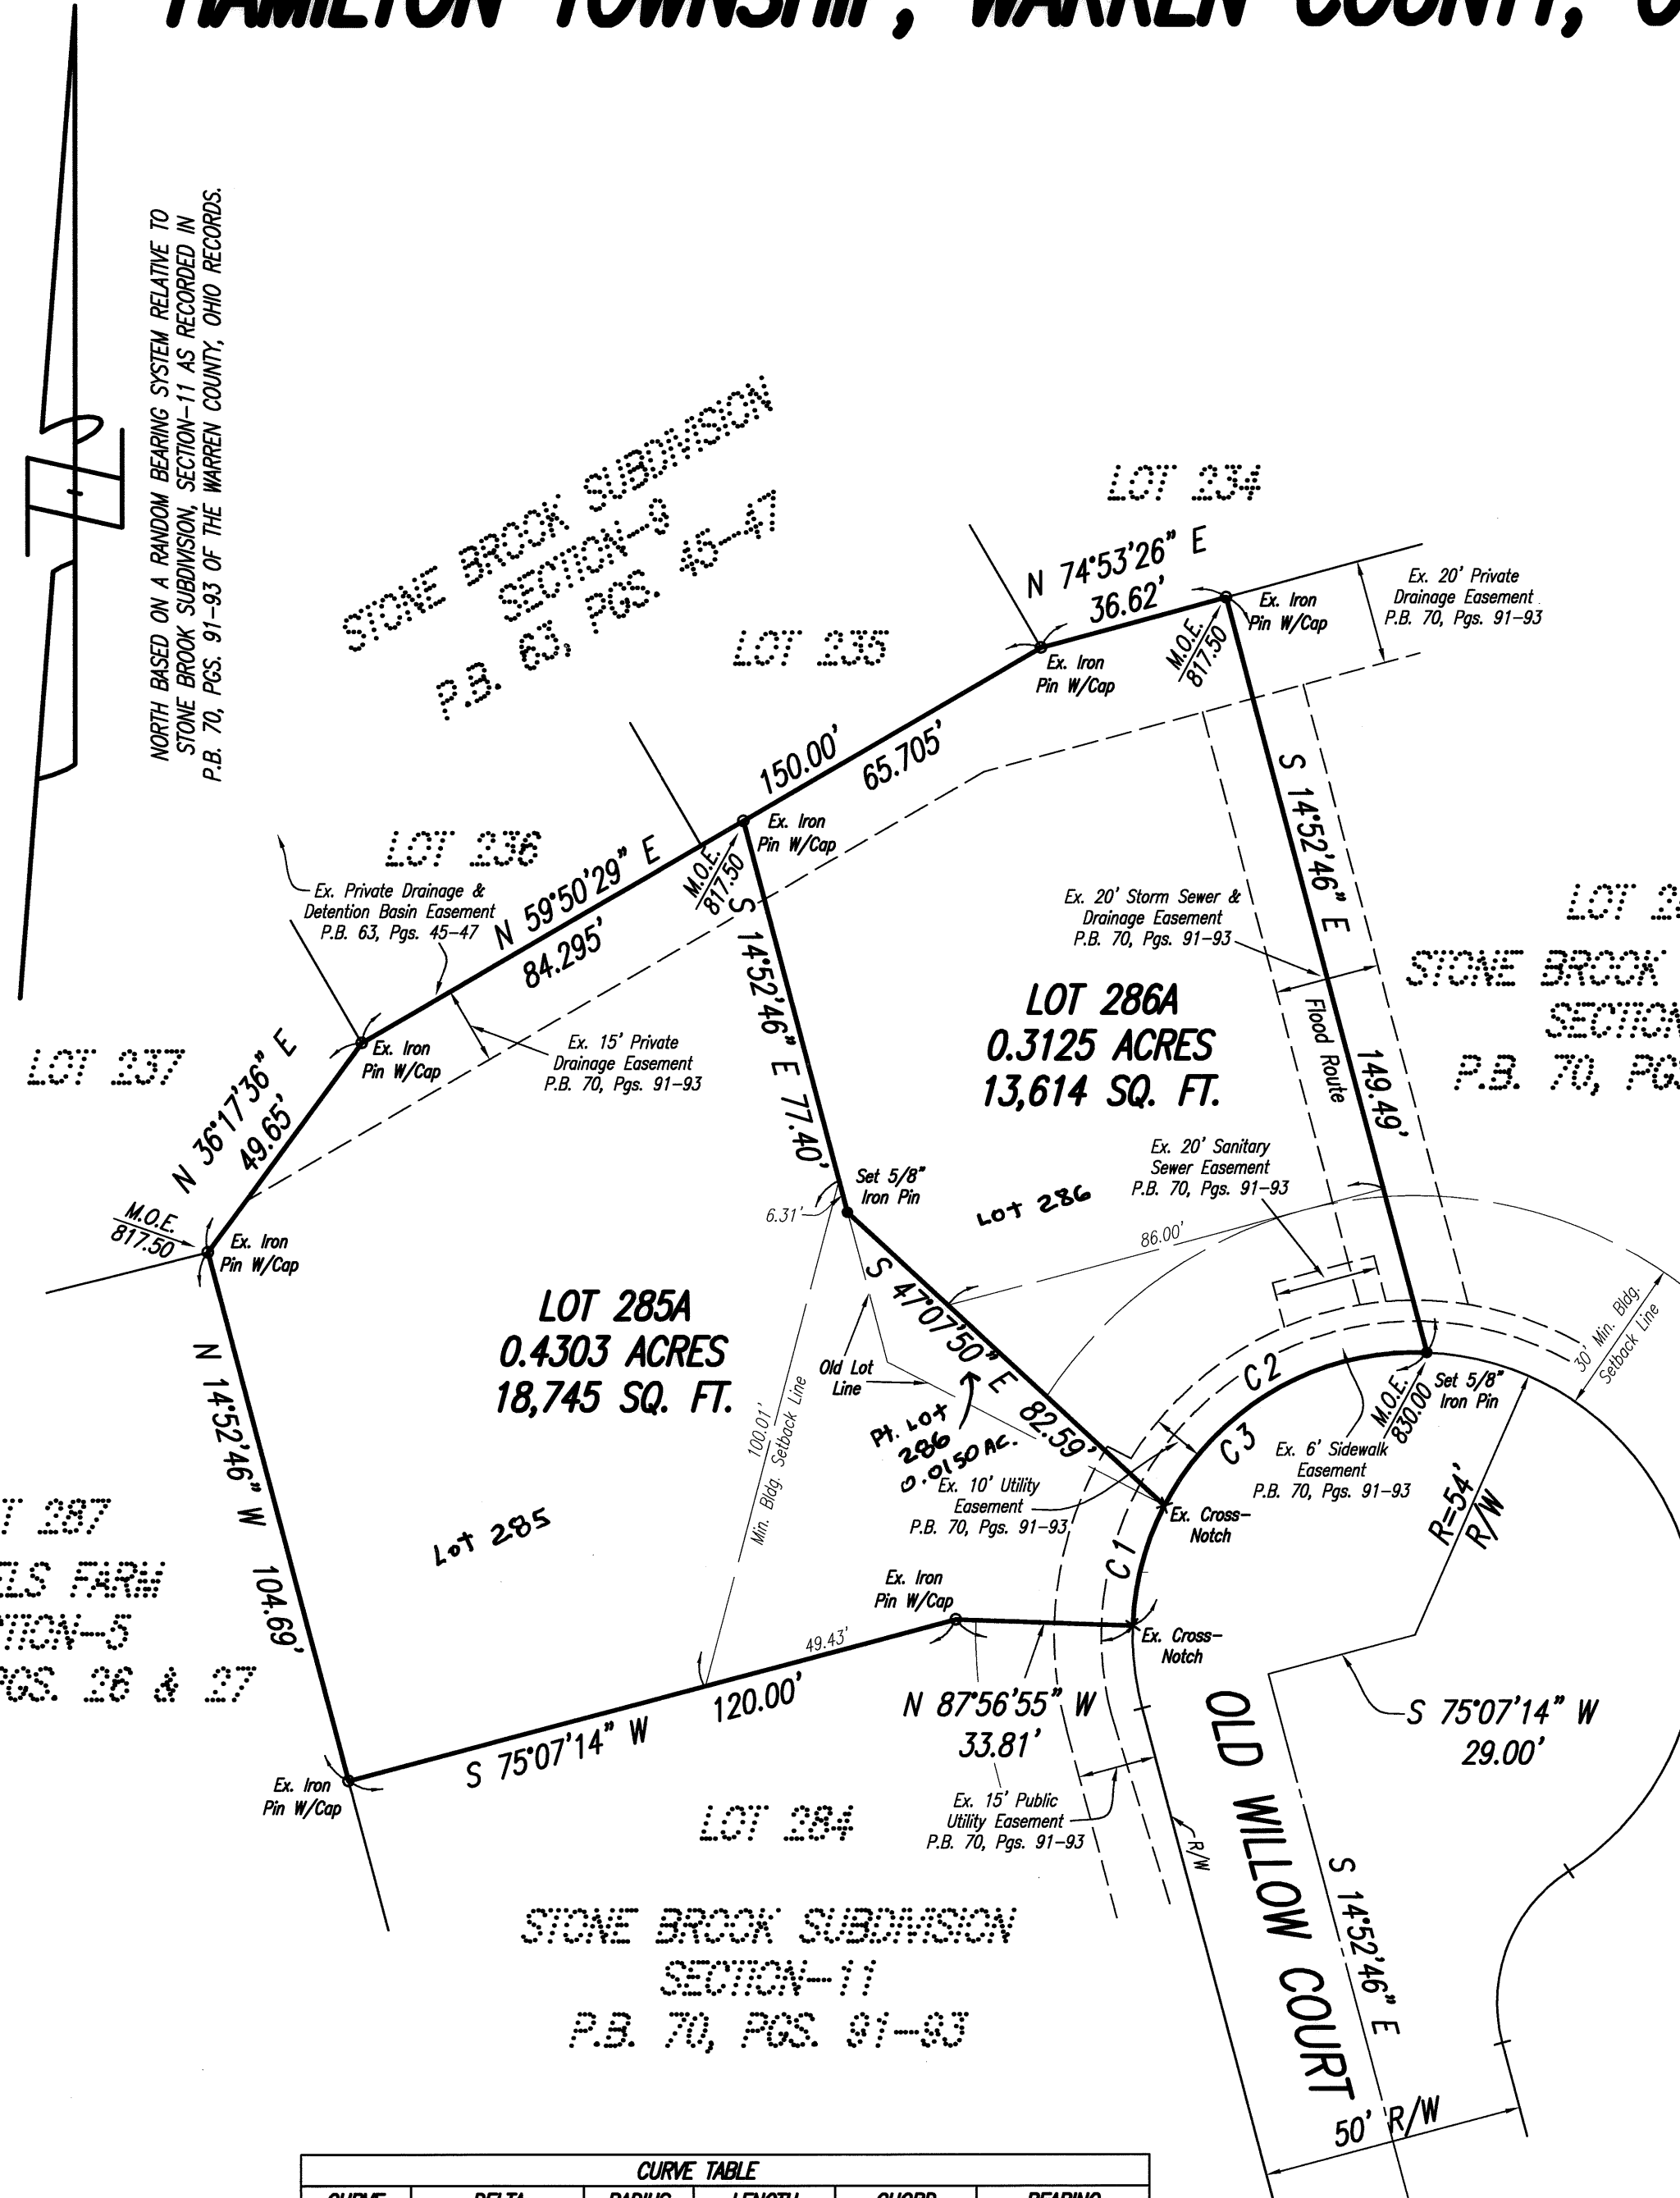 HAMILTON TOWNSHIP, WARREN COUNTY, O
NORTH BASED ON A RANDOM BEARING SYSTEM RELATIVE TO
STONE BROOK SUBDIVISION, SECTION-11 AS RECORDED IN
P.B. 70, PGS. 91-93 OF THE WARREN COUNTY, OHIO RECORDS.
STONE BROOK SUBDIVISION
SECTION-9
P.B. 63, PGS. 45-47
LOT 234
N 74°53'26" E
36.62'
Ex. Iron
Pin W/Cap
M.O.E.
817.50
Ex. 20' Private
Drainage Easement
P.B. 70, Pgs. 91-93
LOT 235
Ex. Iron
Pin W/Cap
150.00'
65.705'
Ex. Iron
Pin W/Cap
M.O.E.
817.50
LOT 236
Ex. Private Drainage &
Detention Basin Easement
P.B. 63, Pgs. 45-47
N 59°50'29" E
84.295'
S 14°52'46" E 77.40'
S 14°52'46" E
149.49'
Ex. 20' Storm Sewer &
Drainage Easement
P.B. 70, Pgs. 91-93
Flood Route
STONE BROOK
SECTION
P.B. 70, PG
LOT 286A
0.3125 ACRES
13,614 SQ. FT.
LOT 237
Ex. Iron
Pin W/Cap
Ex. 15' Private
Drainage Easement
P.B. 70, Pgs. 91-93
N 36°17'36" E
49.65'
M.O.E.
817.50
Ex. Iron
Pin W/Cap
Set 5/8"
Iron Pin
6.31'
Lot 286
Ex. 20' Sanitary
Sewer Easement
P.B. 70, Pgs. 91-93
86.00'
LOT 285A
0.4303 ACRES
18,745 SQ. FT.
S 47°07'50" E
82.59'
Old Lot
Line
Pt. Lot
286
0.0150 AC.
100.01'
Min. Bldg. Setback Line
30' Min. Bldg.
Setback Line
C2
C3
C1
M.O.E.
830.00
Set 5/8"
Iron Pin
Ex. 6' Sidewalk
Easement
P.B. 70, Pgs. 91-93
R=54'
R/W
Ex. 10' Utility
Easement
P.B. 70, Pgs. 91-93
Ex. Cross-
Notch
N 14°52'46" W
104.69'
Lot 285
T 287
ELS FARM
TION-5
GS. 26 & 27
Ex. Iron
Pin W/Cap
Ex. Cross-
Notch
49.43'
120.00'
S 75°07'14" W
N 87°56'55" W
33.81'
S 75°07'14" W
29.00'
Ex. Iron
Pin W/Cap
LOT 284
Ex. 15' Public
Utility Easement
P.B. 70, Pgs. 91-93
R/W
OLD WILLOW COURT
S 14°52'46" E
STONE BROOK SUBDIVISION
SECTION-11
P.B. 70, PGS. 91-93
50' R/W
CURVE TABLE
CURVE DELTA RADIUS LENGTH CHORD BEARING